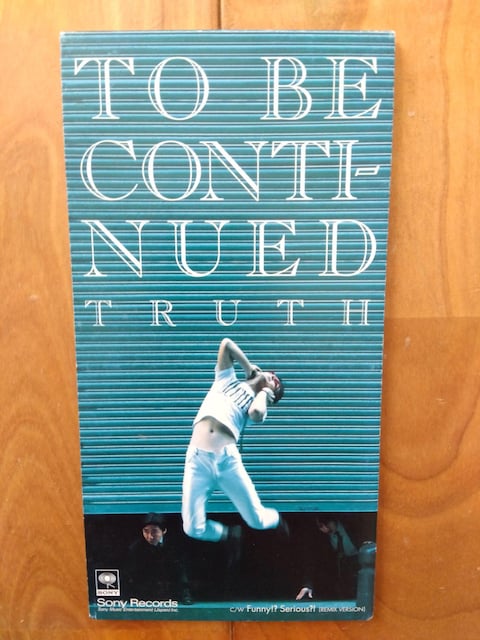 TO BE
CONTI-
NUED
TRUTH
SONY
Sony Records
Sony Music Entertainment (Japan) Inc.
C/W Funny!? Serious?! [REMIX VERSION]